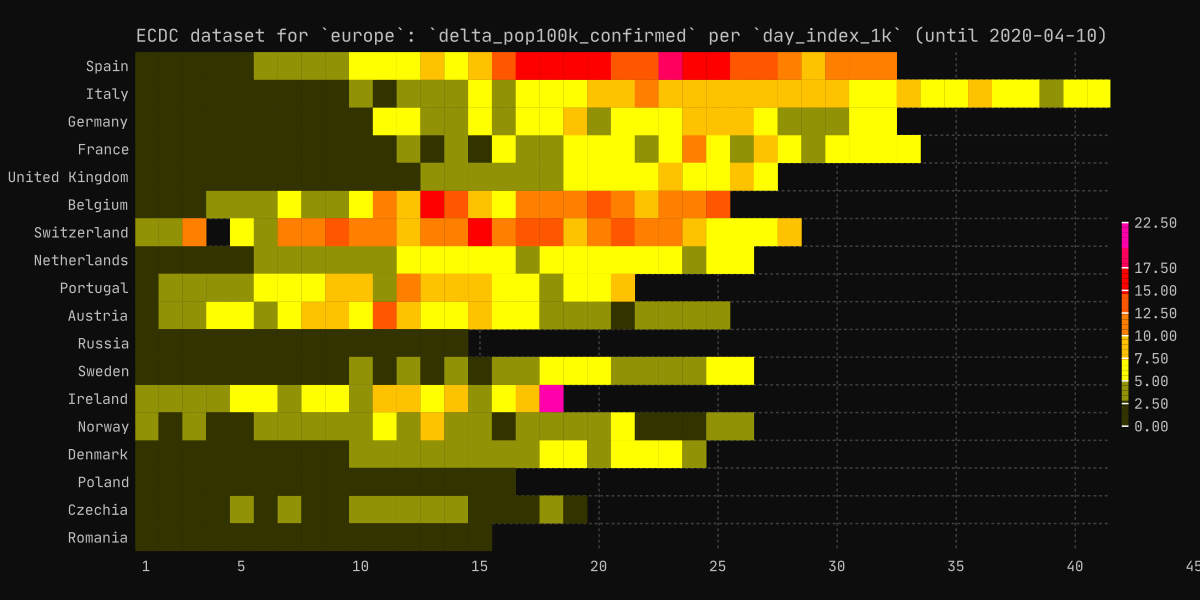 ECDC dataset for `europe`: `delta_pop100k_confirmed` per `day_index_1k` (until 2020-04-10)
Spain
Italy
Germany
France
United Kingdom
Belgium
Switzerland
Netherlands
Portugal
Austria
Russia
Sweden
Ireland
Norway
Denmark
Poland
Czechia
Romania
1 5 10 15 20 25 30 35 40 45
22.50
17.50
15.00
12.50
10.00
7.50
5.00
2.50
0.00